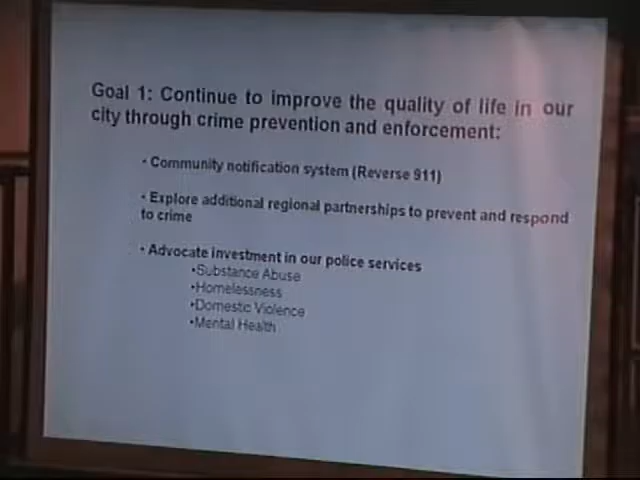 Goal 1: Continue to improve the quality of life in our
city through crime prevention and enforcement:
• Community notification system (Reverse 911)
• Explore additional regional partnerships to prevent and respond
to crime
• Advocate investment in our police services
•Substance Abuse
•Homelessness
•Domestic Violence
•Mental Health